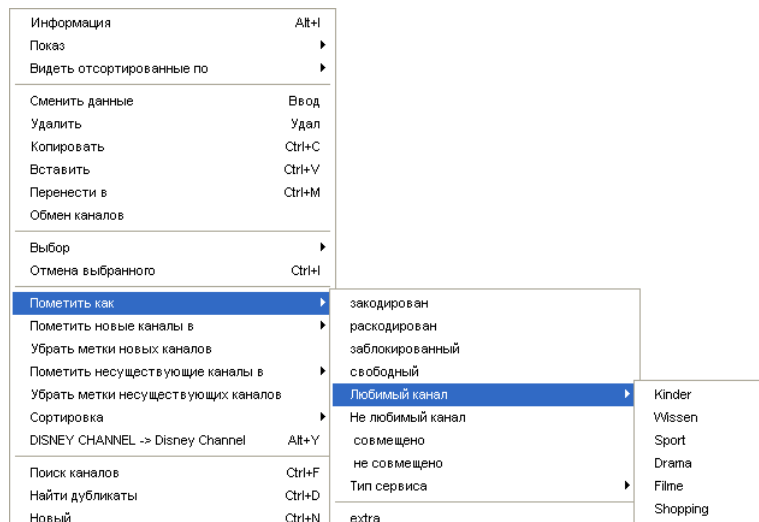 Информация Alt+I
Показ
Видеть отсортированные по
Сменить данные Ввод
Удалить Удал
Копировать Ctrl+C
Вставить Ctrl+V
Перенести в Ctrl+M
Обмен каналов
Выбор
Отмена выбранного Ctrl+I
Пометить как
Пометить новые каналы в
Убрать метки новых каналов
Пометить несуществующие каналы в
Убрать метки несуществующих каналов
Сортировка
DISNEY CHANNEL -> Disney Channel Alt+Y
Поиск каналов Ctrl+F
Найти дубликаты Ctrl+D
Новый Ctrl+N
закодирован
раскодирован
заблокированный
свободный
Любимый канал
Не любимый канал
совмещено
не совмещено
Тип сервиса
extra
Kinder
Wissen
Sport
Drama
Filme
Shopping